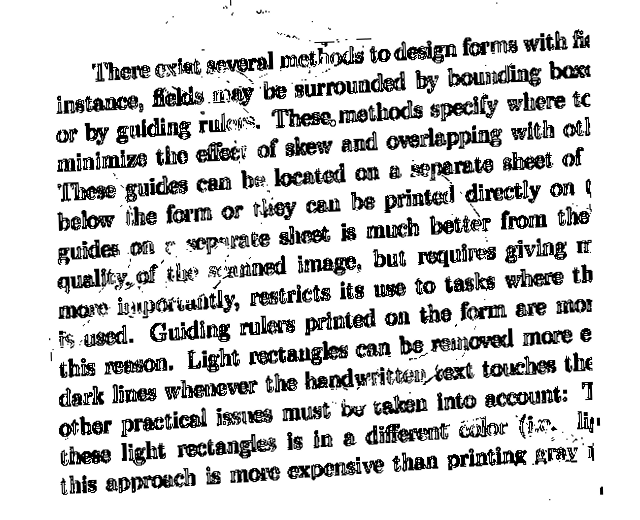 There exist several methods to design forms with fie
instance, fields may be surrounded by bounding boxe
or by guiding rulers. These methods specify where to
minimize the effect of skew and overlapping with oth
These guides can be located on a separate sheet of
below the form or they can be printed directly on
guides on a separate sheet is much better from the
quality of the scanned image, but requires giving m
more importantly, restricts its use to tasks where th
is used. Guiding rulers printed on the form are mor
this reason. Light rectangles can be removed more e
dark lines whenever the handwritten text touches the
other practical issues must be taken into account: T
these light rectangles is in a different color (i.e. lig
this approach is more expensive than printing gray